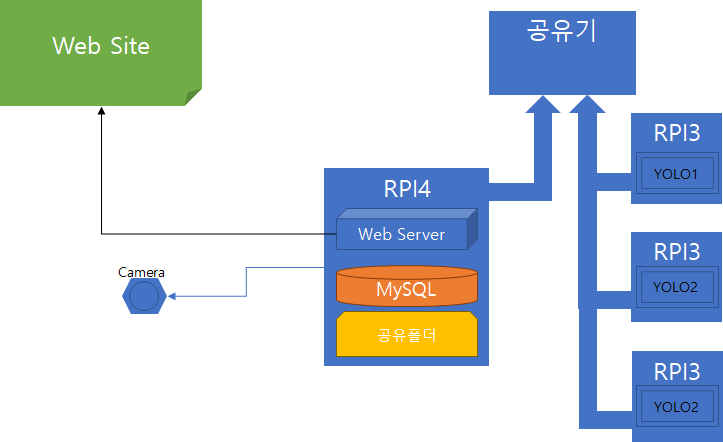 Web Site
공유기
RPI3
YOLO1
RPI4
Web Server
RPI3
YOLO2
Camera
MySQL
공유폴더
RPI3
YOLO2